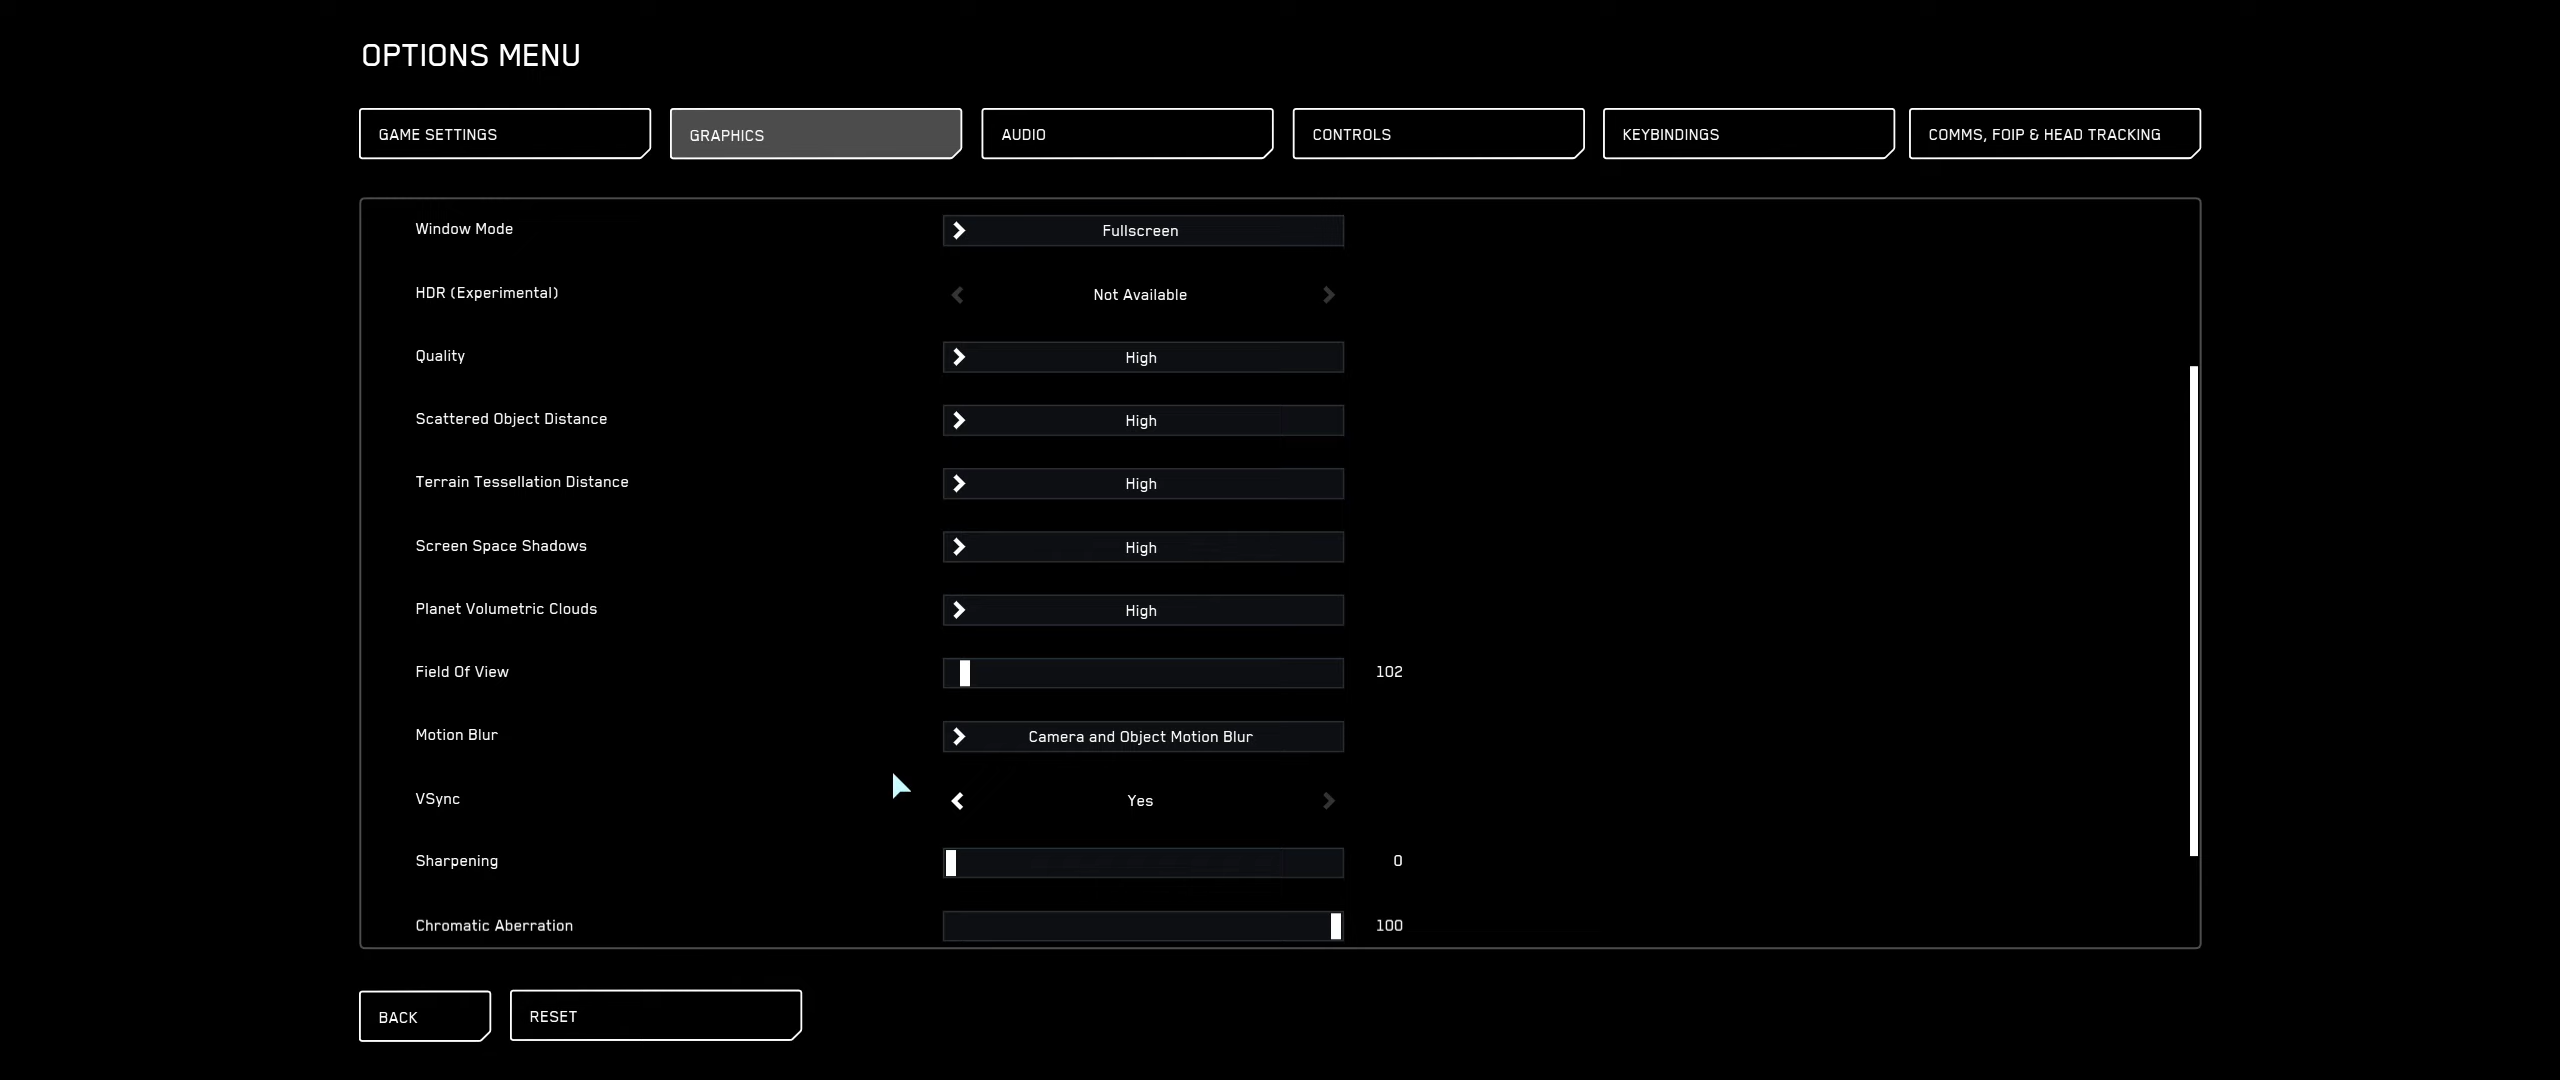 OPTIONS MENU
GAME SETTINGS
GRAPHICS
AUDIO
CONTROLS
KEYBINDINGS
COMMS, FOIP & HEAD TRACKING
Window Mode
Fullscreen
HDR (Experimental)
Not Available
Quality
High
Scattered Object Distance
High
Terrain Tessellation Distance
High
Screen Space Shadows
High
Planet Volumetric Clouds
High
Field Of View
102
Motion Blur
Camera and Object Motion Blur
VSync
Yes
Sharpening
0
Chromatic Aberration
100
BACK
RESET